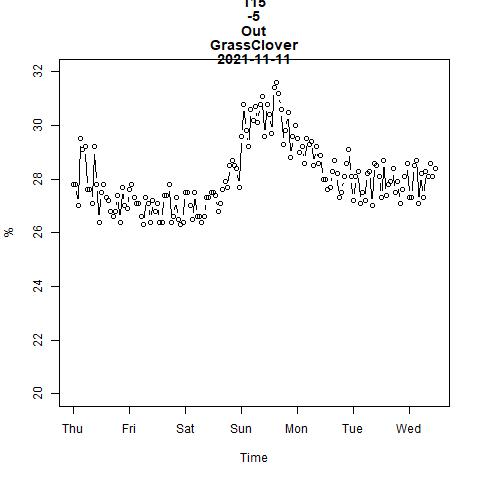 T15
-5
Out
GrassClover
2021-11-11
%
32
30
28
26
24
22
20
Thu Fri Sat Sun Mon Tue Wed
Time